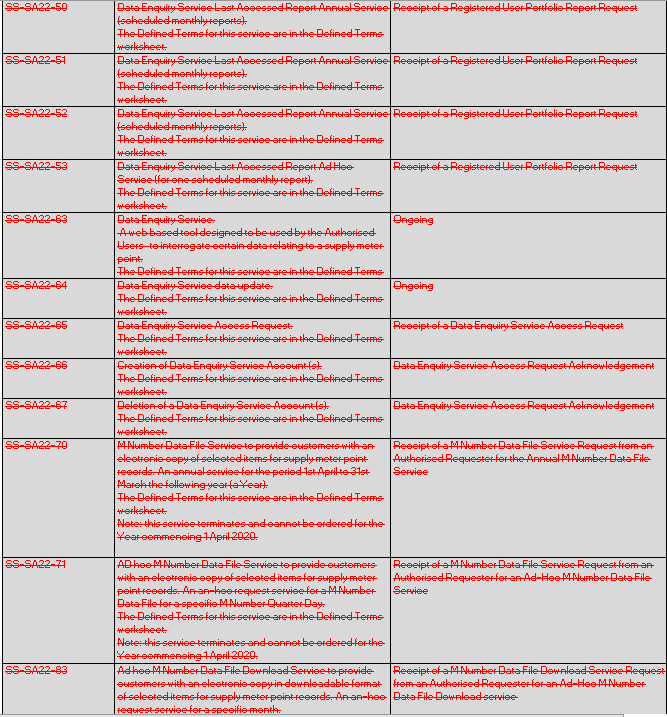 SS-SA22-50
Data Enquiry Service Last Accessed Report Annual Service
(scheduled monthly reports).
The Defined Terms for this service are in the Defined Terms
worksheet.
Receipt of a Registered User Portfolio Report Request
SS-SA22-51
Data Enquiry Service Last Accessed Report Annual Service
(scheduled monthly reports).
The Defined Terms for this service are in the Defined Terms
worksheet.
Receipt of a Registered User Portfolio Report Request
SS-SA22-52
Data Enquiry Service Last Accessed Report Annual Service
(scheduled monthly reports).
The Defined Terms for this service are in the Defined Terms
worksheet.
Receipt of a Registered User Portfolio Report Request
SS-SA22-53
Data Enquiry Service Last Accessed Report Ad Hoc
Service (for one scheduled monthly report).
The Defined Terms for this service are in the Defined Terms
worksheet.
Receipt of a Registered User Portfolio Report Request
SS-SA22-63
Data Enquiry Service.
A web based tool designed to be used by the Authorised
Users to interrogate certain data relating to a supply meter
point.
The Defined Terms for this service are in the Defined Terms
Ongoing
SS-SA22-64
Data Enquiry Service data update.
The Defined Terms for this service are in the Defined Terms
worksheet.
Ongoing
SS-SA22-65
Data Enquiry Service Access Request.
The Defined Terms for this service are in the Defined Terms
worksheet.
Receipt of a Data Enquiry Service Access Request
SS-SA22-66
Creation of Data Enquiry Service Account (s).
The Defined Terms for this service are in the Defined Terms
worksheet.
Data Enquiry Service Access Request Acknowledgement
SS-SA22-67
Deletion of a Data Enquiry Service Account (s).
The Defined Terms for this service are in the Defined Terms
worksheet.
Data Enquiry Service Access Request Acknowledgement
SS-SA22-70
M Number Data File Service to provide customers with an
electronic copy of selected items for supply meter point
records. An annual service for the period 1st April to 31st
March the following year (a Year).
The Defined Terms for this service are in the Defined Terms
worksheet.
Note: this service terminates and cannot be ordered for the
Year commencing 1 April 2020.
Receipt of a M Number Data File Service Request from an
Authorised Requester for the Annual M Number Data File
Service
SS-SA22-71
AD hoc M Number Data File Service to provide customers
with an electronic copy of selected items for supply meter
point records. An an-hoc request service for a M Number
Data File for a specific M Number Quarter Day.
The Defined Terms for this service are in the Defined Terms
worksheet.
Note: this service terminates and cannot be ordered for the
Year commencing 1 April 2020.
Receipt of a M Number Data File Service Request from an
Authorised Requester for an Ad-Hoc M Number Data File
Service
SS-SA22-83
Ad hoc M Number Data File Download Service to provide
customers with an electronic copy in downloadable format
of selected items for supply meter point records. An an-hoc
request service for a specific month.
Receipt of a M Number Data File Download Service Request
from an Authorised Requester for an Ad-Hoc M Number
Data File Download service